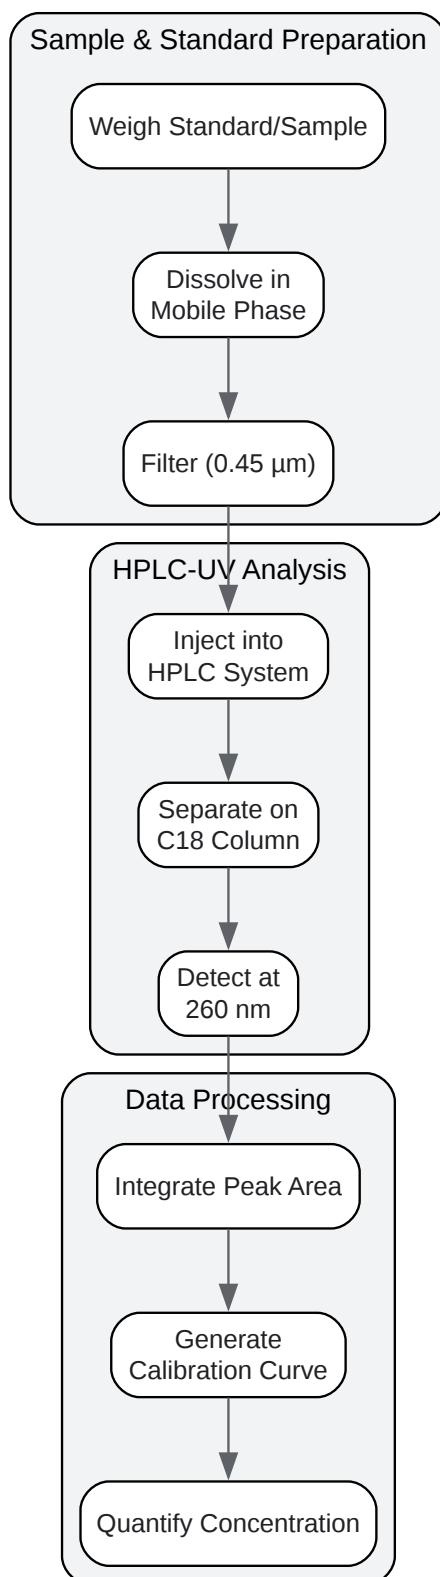 Sample & Standard Preparation
Weigh Standard/Sample
Dissolve in
Mobile Phase
Filter (0.45 µm)
HPLC-UV Analysis
Inject into
HPLC System
Separate on
C18 Column
Detect at
260 nm
Data Processing
Integrate Peak Area
Generate
Calibration Curve
Quantify Concentration